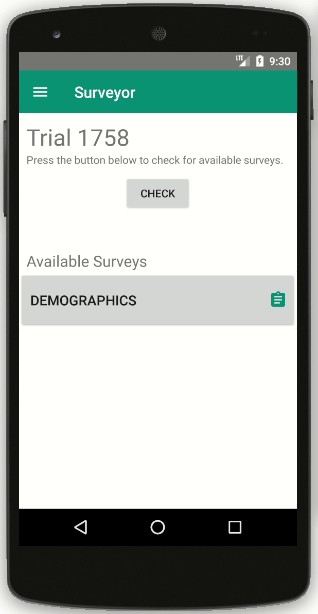 LTE 9:30
Surveyor
Trial 1758
Press the button below to check for available surveys.
CHECK
Available Surveys
DEMOGRAPHICS